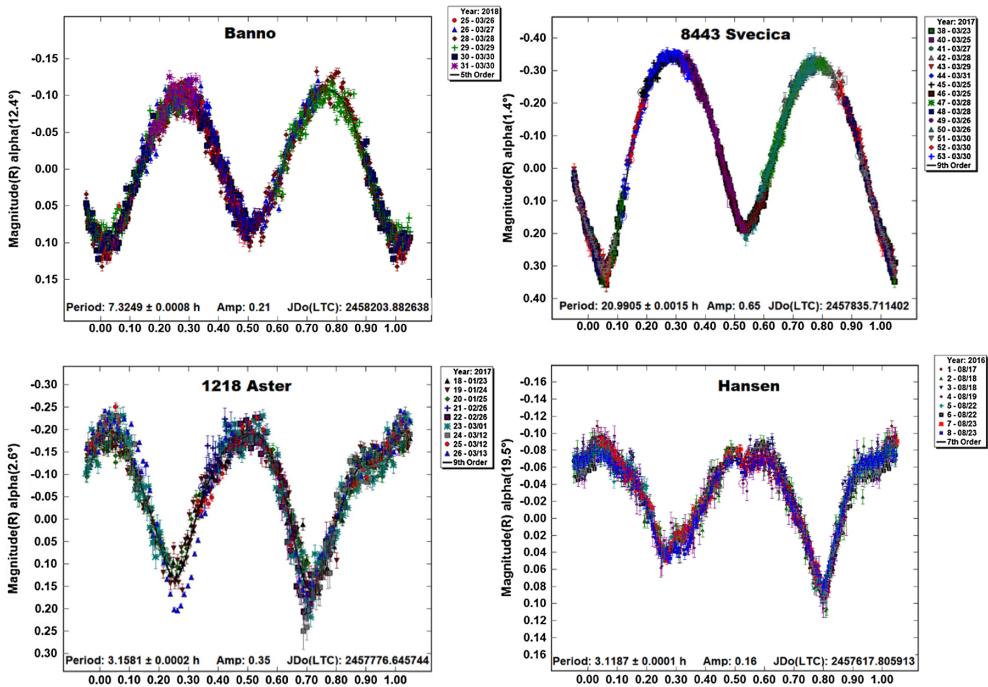 Banno
Year: 2018
25 - 03/26
26 - 03/27
28 - 03/28
29 - 03/29
30 - 03/30
31 - 03/30
5th Order
Magnitude(R) alpha(12.4º)
-0.15
-0.10
-0.05
0.00
0.05
0.10
0.15
Period: 7.3249 ± 0.0008 h Amp: 0.21 JDo(LTC): 2458203.882638
0.00 0.10 0.20 0.30 0.40 0.50 0.60 0.70 0.80 0.90 1.00
8443 Svecica
Year: 2017
38 - 03/23
40 - 03/25
41 - 03/27
42 - 03/28
43 - 03/29
44 - 03/31
45 - 03/25
46 - 03/25
47 - 03/28
48 - 03/28
49 - 03/26
50 - 03/26
51 - 03/30
52 - 03/30
53 - 03/30
9th Order
Magnitude(R) alpha(1.4º)
-0.40
-0.30
-0.20
-0.10
0.00
0.10
0.20
0.30
0.40
Period: 20.9905 ± 0.0015 h Amp: 0.65 JDo(LTC): 2457835.711402
0.00 0.10 0.20 0.30 0.40 0.50 0.60 0.70 0.80 0.90 1.00
1218 Aster
Year: 2017
18 - 01/23
19 - 01/24
20 - 01/25
21 - 02/26
22 - 02/26
23 - 03/01
24 - 03/12
25 - 03/12
26 - 03/13
9th Order
Magnitude(R) alpha(2.6º)
-0.30
-0.25
-0.20
-0.15
-0.10
-0.05
0.00
0.05
0.10
0.15
0.20
0.25
0.30
Period: 3.1581 ± 0.0002 h Amp: 0.35 JDo(LTC): 2457776.645744
0.00 0.10 0.20 0.30 0.40 0.50 0.60 0.70 0.80 0.90 1.00
Hansen
Year: 2016
1 - 08/17
2 - 08/18
3 - 08/18
4 - 08/19
5 - 08/22
6 - 08/22
7 - 08/23
8 - 08/23
7th Order
Magnitude(R) alpha(19.5º)
-0.16
-0.14
-0.12
-0.10
-0.08
-0.06
-0.04
-0.02
0.00
0.02
0.04
0.06
0.08
0.10
0.12
0.14
0.16
Period: 3.1187 ± 0.0001 h Amp: 0.16 JDo(LTC): 2457617.805913
0.00 0.10 0.20 0.30 0.40 0.50 0.60 0.70 0.80 0.90 1.00